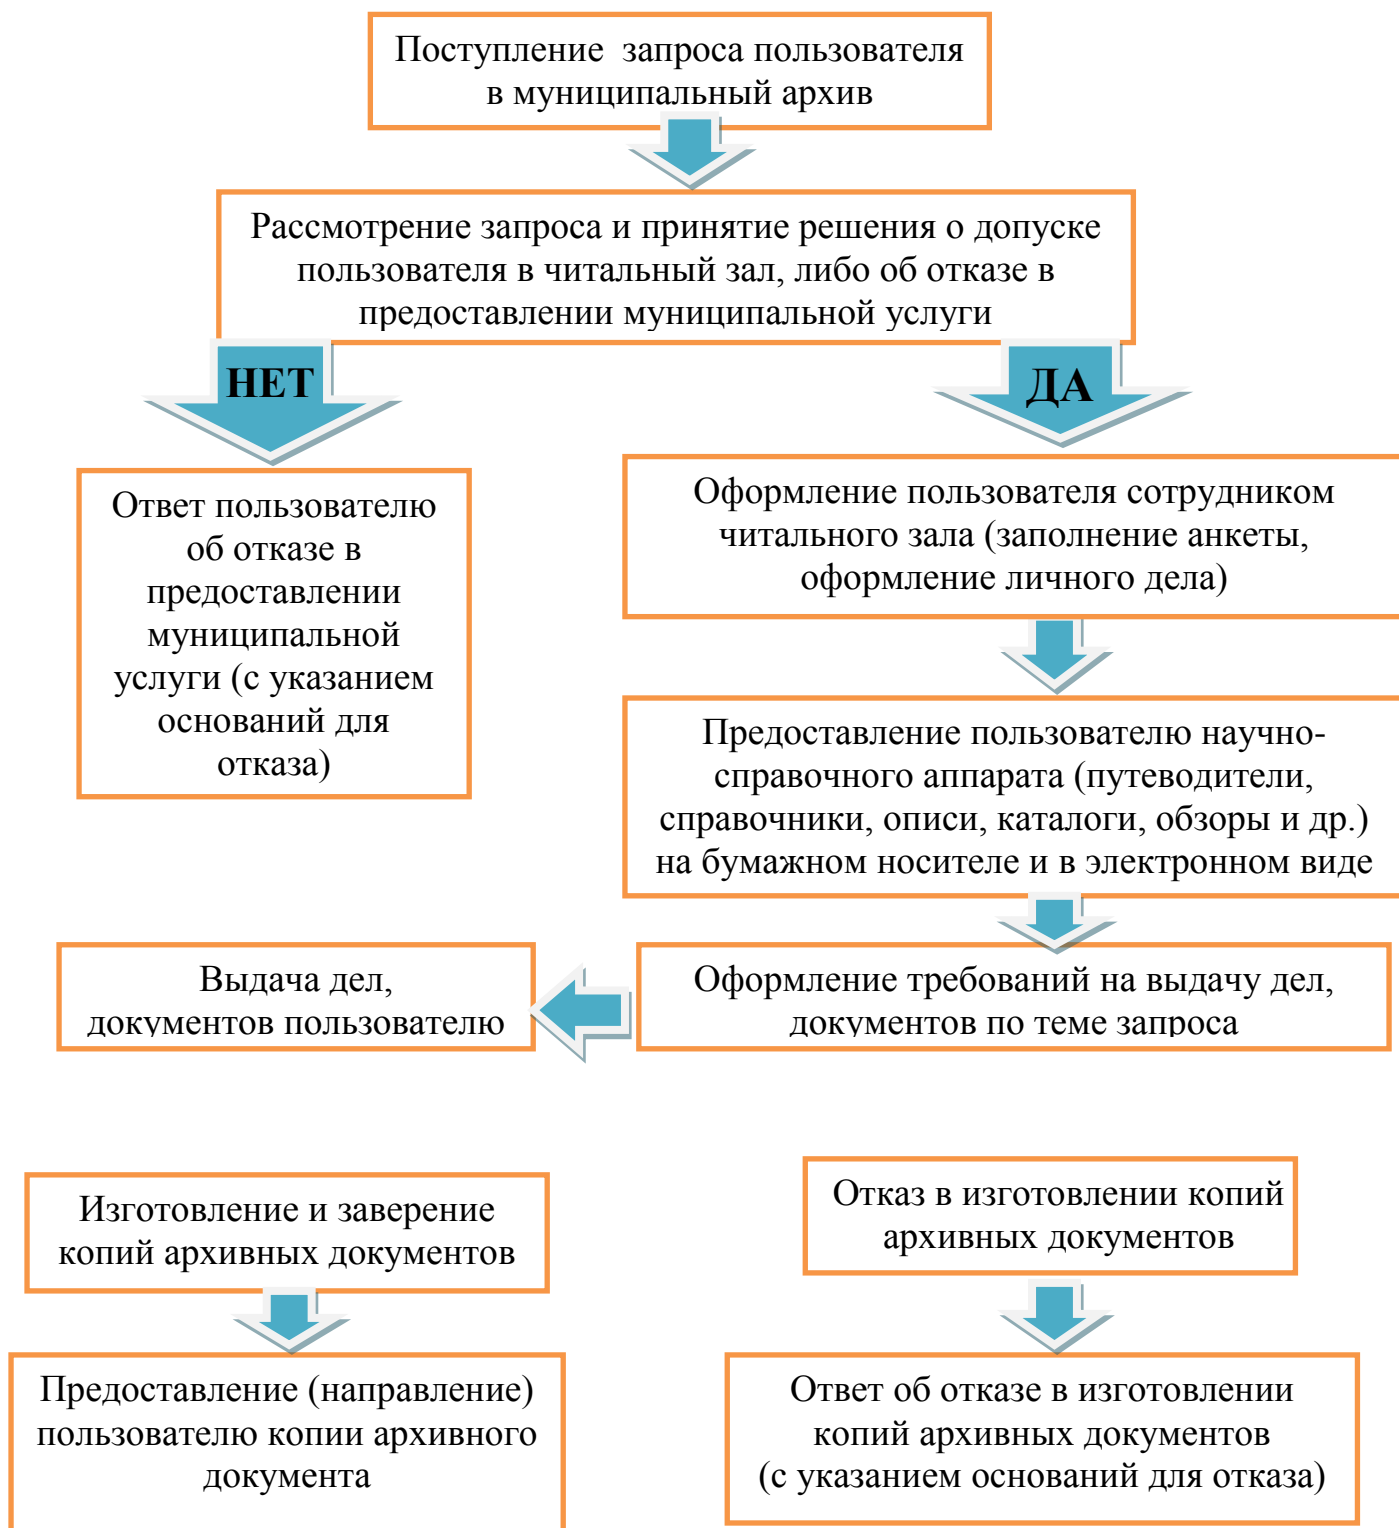 Поступление запроса пользователя
в муниципальный архив
Рассмотрение запроса и принятие решения о допуске
пользователя в читальный зал, либо об отказе в
предоставлении муниципальной услуги
НЕТ
ДА
Ответ пользователю
об отказе в
предоставлении
муниципальной
услуги (с указанием
оснований для
отказа)
Оформление пользователя сотрудником
читального зала (заполнение анкеты,
оформление личного дела)
Предоставление пользователю научно-
справочного аппарата (путеводители,
справочники, описи, каталоги, обзоры и др.)
на бумажном носителе и в электронном виде
Оформление требований на выдачу дел,
документов по теме запроса
Выдача дел,
документов пользователю
Изготовление и заверение
копий архивных документов
Отказ в изготовлении копий
архивных документов
Предоставление (направление)
пользователю копии архивного
документа
Ответ об отказе в изготовлении
копий архивных документов
(с указанием оснований для отказа)